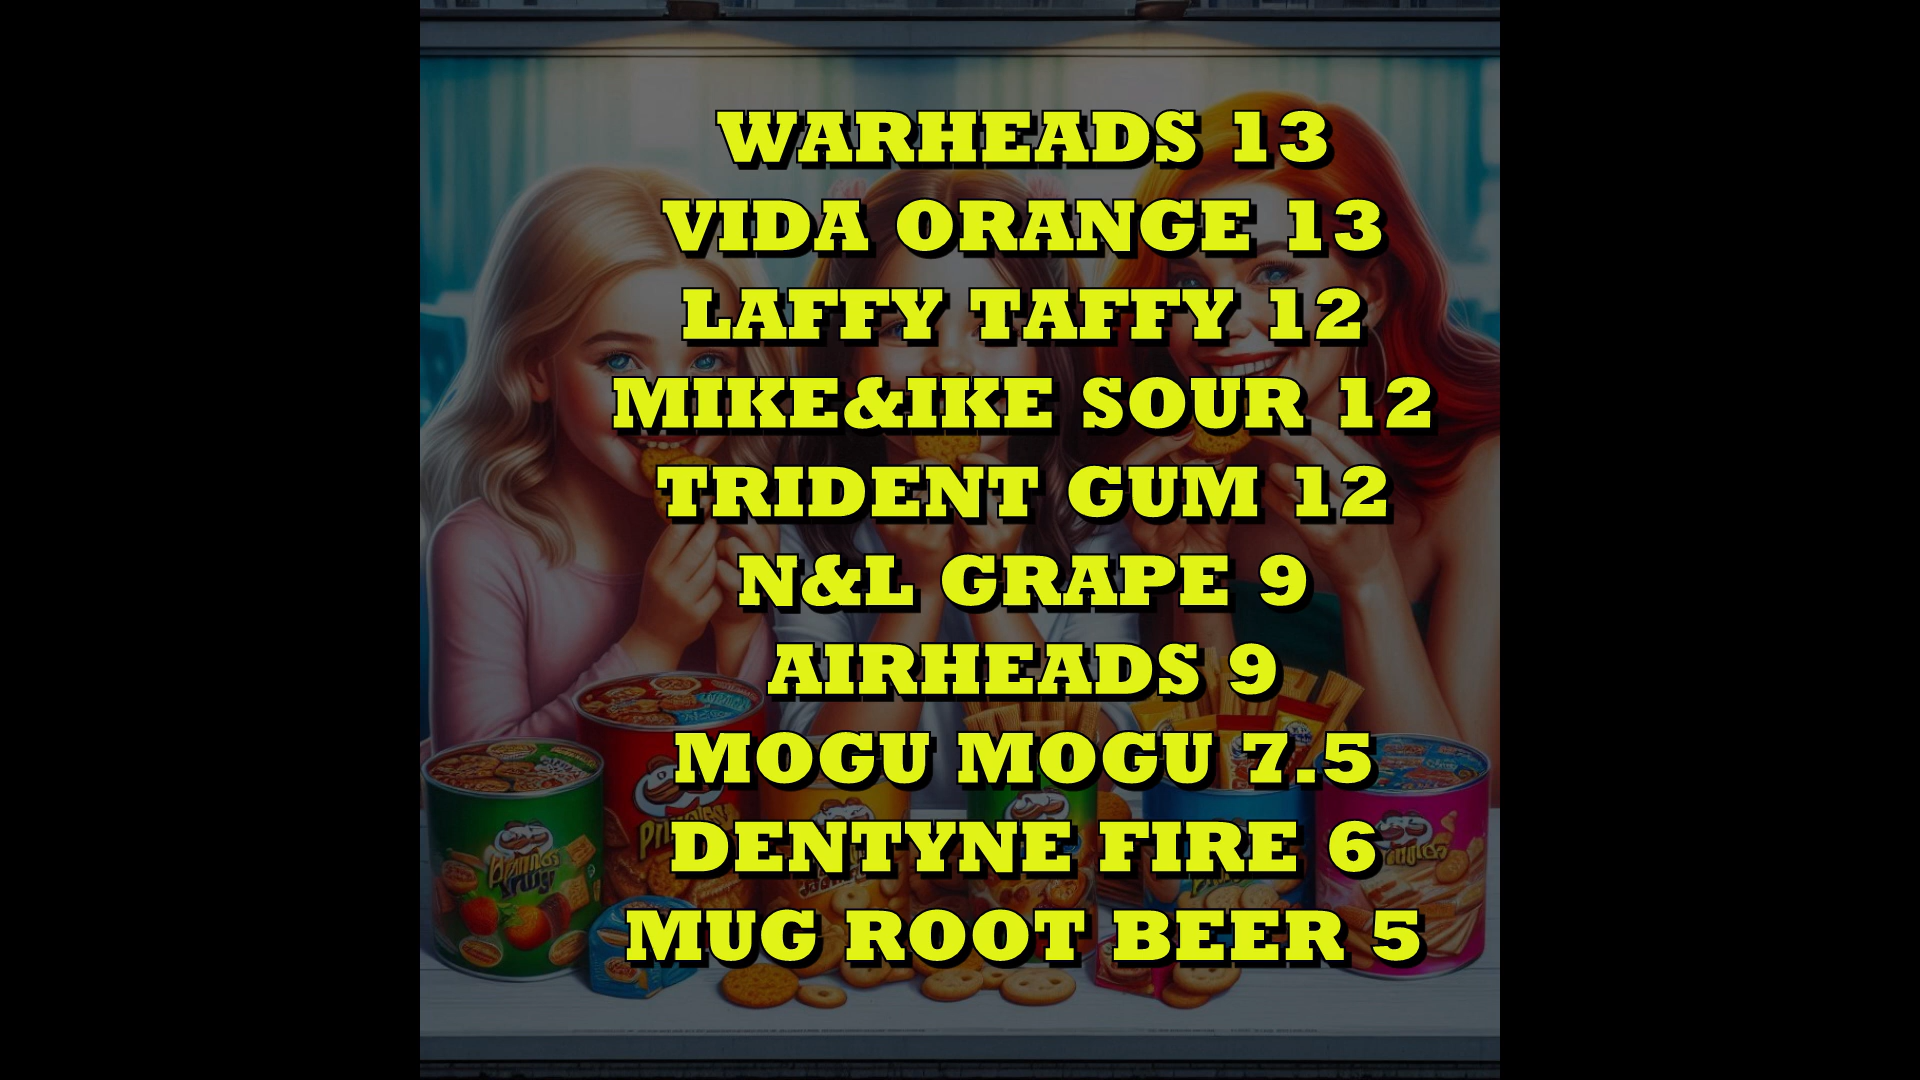 WARHEADS 13
VIDA ORANGE 13
LAFFY TAFFY 12
MIKE&IKE SOUR 12
TRIDENT GUM 12
N&L GRAPE 9
AIRHEADS 9
MOGU MOGU 7.5
DENTYNE FIRE 6
MUG ROOT BEER 5